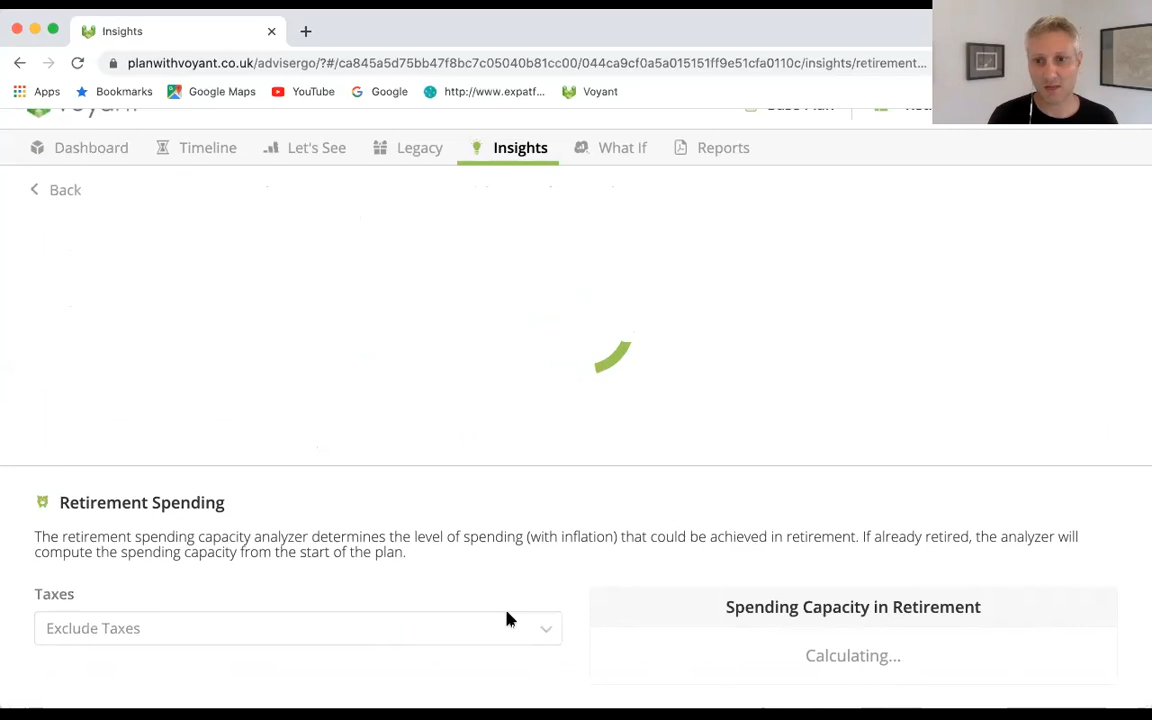 Insights
planwithvoyant.co.uk/advisergo/?#/ca845a5d75bb47f8bc7c05040b81cc00/044ca9cf0a5a015151ff9e51cfa0110c/insights/retirement...
Apps Bookmarks Google Maps YouTube Google http://www.expatf... Voyant
Dashboard Timeline Let's See Legacy Insights What If Reports
Back
Retirement Spending
The retirement spending capacity analyzer determines the level of spending (with inflation) that could be achieved in retirement. If already retired, the analyzer will
compute the spending capacity from the start of the plan.
Taxes
Exclude Taxes
Spending Capacity in Retirement
Calculating...